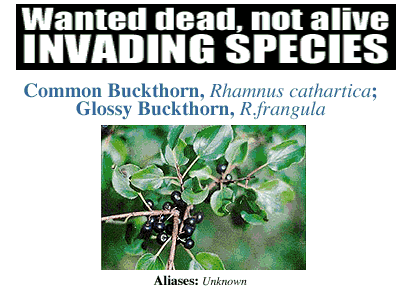 Wanted dead, not alive
INVADING SPECIES
Common Buckthorn, Rhamnus cathartica;
Glossy Buckthorn, R.frangula
Aliases: Unknown